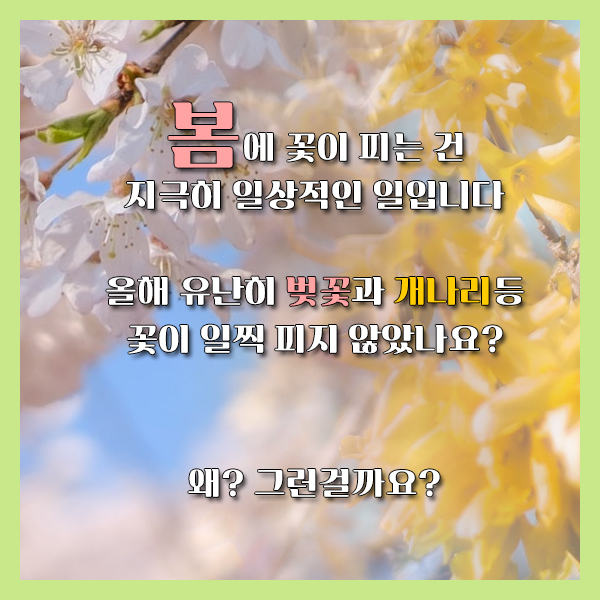 봄에 꽃이 피는 건
지극히 일상적인 일입니다
올해 유난히 벚꽃과 개나리등
꽃이 일찍 피지 않았나요?
왜? 그런걸까요?